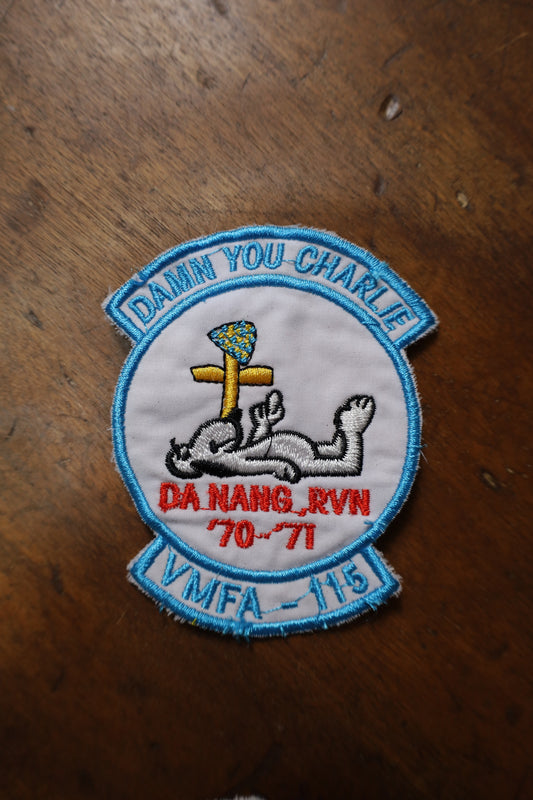 DAMN YOU CHARLIE
DA NANG, RVN
'70-'71
VMFA-115